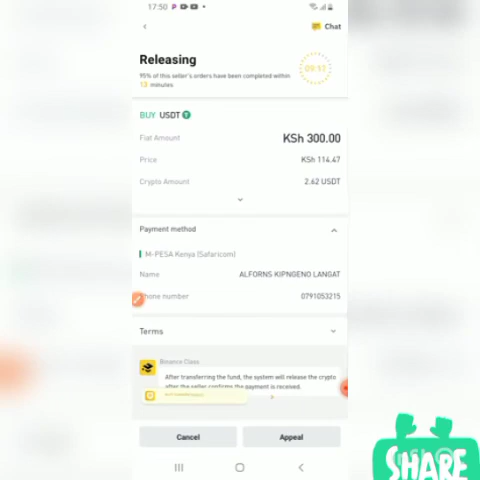 17:50
Chat
Releasing
95% of this seller's orders have been completed within
13 minutes
BUY USDT
Fiat Amount KSh 300.00
Price KSh 114.47
Crypto Amount 2.62 USDT
Payment method
M-PESA Kenya (Safaricom)
Name ALFORNS KIPNGENO LANGAT
hone number 0791053215
Terms
Binance Class
After transferring the fund, the system will release the crypto
after the seller confirms the payment is received.
Cancel Appeal
SHARE